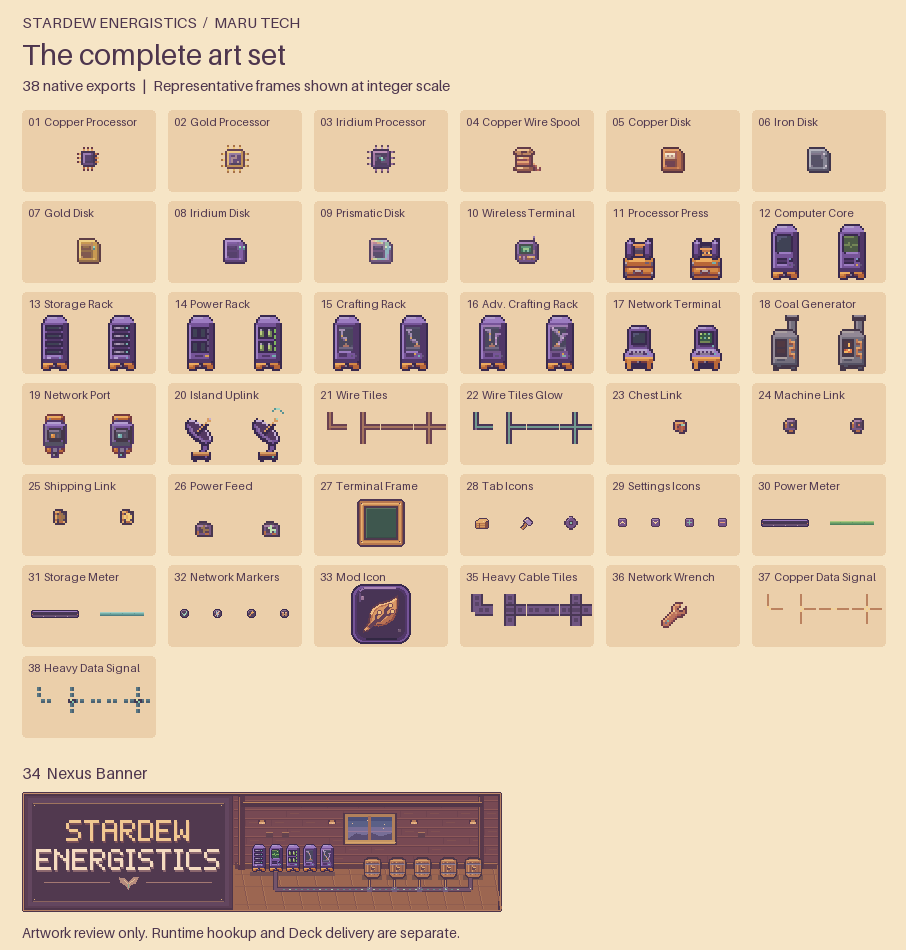 STARDEW ENERGISTICS / MARU TECH
The complete art set
38 native exports | Representative frames shown at integer scale
01 Copper Processor
02 Gold Processor
03 Iridium Processor
04 Copper Wire Spool
05 Copper Disk
06 Iron Disk
07 Gold Disk
08 Iridium Disk
09 Prismatic Disk
10 Wireless Terminal
11 Processor Press
12 Computer Core
13 Storage Rack
14 Power Rack
15 Crafting Rack
16 Adv. Crafting Rack
17 Network Terminal
18 Coal Generator
19 Network Port
20 Island Uplink
21 Wire Tiles
22 Wire Tiles Glow
23 Chest Link
24 Machine Link
25 Shipping Link
26 Power Feed
27 Terminal Frame
28 Tab Icons
29 Settings Icons
30 Power Meter
31 Storage Meter
32 Network Markers
33 Mod Icon
35 Heavy Cable Tiles
36 Network Wrench
37 Copper Data Signal
38 Heavy Data Signal
34 Nexus Banner
STARDEW
ENERGISTICS
Artwork review only. Runtime hookup and Deck delivery are separate.